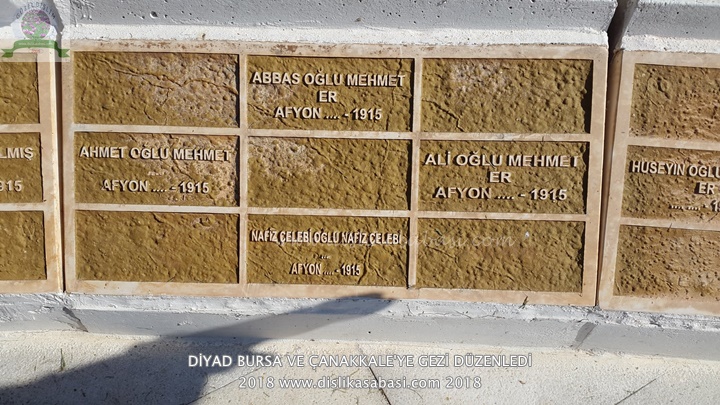 ABBAS OĞLU MEHMET
ER
AFYON .... - 1915
LMIŞ
915
AHMET OĞLU MEHMET
.....
AFYON .... - 1915
ALİ OĞLU MEHMET
ER
AFYON .... - 1915
HÜSEYİN OĞLU
ER
NAFİZ ÇELEBİ OĞLU NAFİZ ÇELEBİ
....
AFYON .... -1915
DİYAD BURSA VE ÇANAKKALE'YE GEZİ DÜZENLEDİ
2018 www.dislikasabasi.com 2018